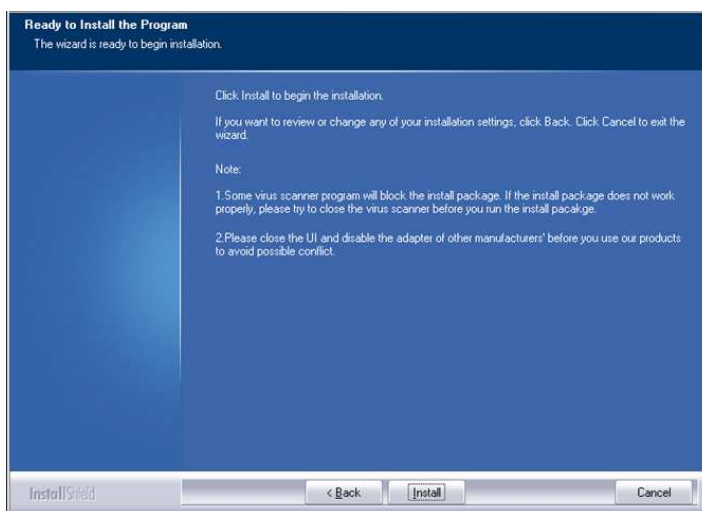 Ready to Install the Program
The wizard is ready to begin installation.
Click Install to begin the installation.
If you want to review or change any of your installation settings, click Back. Click Cancel to exit the
wizard.
Note:
1.Some virus scanner program will block the install package. If the install package does not work
properly, please try to close the virus scanner before you run the install pacakge.
2.Please close the UI and disable the adapter of other manufacturers' before you use our products
to avoid possible conflict.
InstallShield
< Back
Install
Cancel